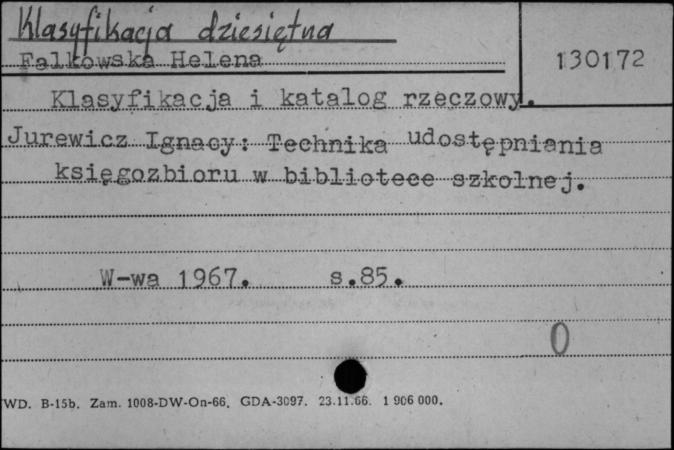 Klasyfikacja dziesiętna
Falkowska Helena
130172
Klasyfikacja i katalog rzeczowy.
Jurewicz Ignacy: Technika udostępniania
księgozbioru w bibliotece szkolnej.
W-wa 1967. s.85.
0
WD. B-15b. Zam. 1008-DW-On-66. GDA-3097. 23.11.66. 1 906 000.